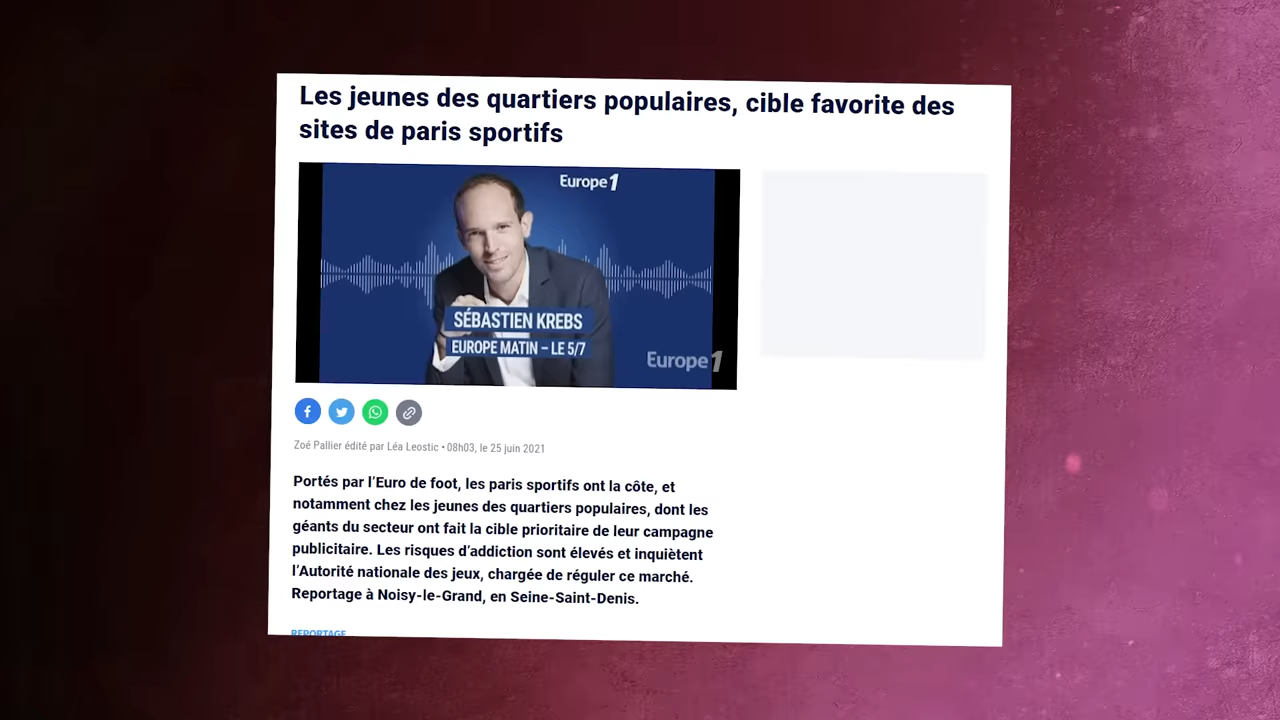 Les jeunes des quartiers populaires, cible favorite des
sites de paris sportifs
Europe1
SÉBASTIEN KREBS
EUROPE MATIN – LE 5/7
Europe1
Zoé Pallier édité par Léa Leostic • 08h03, le 25 juin 2021
Portés par l'Euro de foot, les paris sportifs ont la côte, et
notamment chez les jeunes des quartiers populaires, dont les
géants du secteur ont fait la cible prioritaire de leur campagne
publicitaire. Les risques d'addiction sont élevés et inquiètent
l'Autorité nationale des jeux, chargée de réguler ce marché.
Reportage à Noisy-le-Grand, en Seine-Saint-Denis.
REPORTAGE